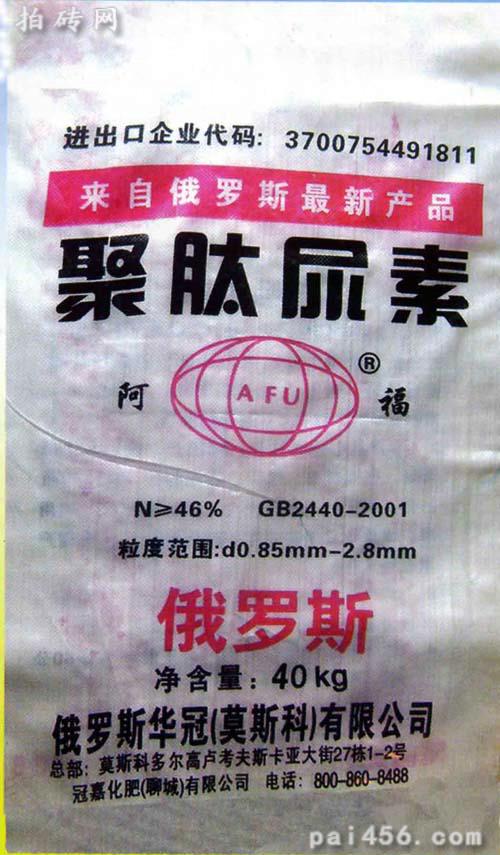 拍砖网
进出口企业代码: 3700754491811
来自俄罗斯最新产品
聚肽尿素
阿 AFU ® 福
N≥46% GB2440-2001
粒度范围:d0.85mm-2.8mm
俄罗斯
净含量: 40kg
俄罗斯华冠(莫斯科)有限公司
总部: 莫斯科多尔高卢考夫斯卡亚大街27栋1-2号
冠嘉化肥(聊城)有限公司 电话: 800-860-8488
pai456.com